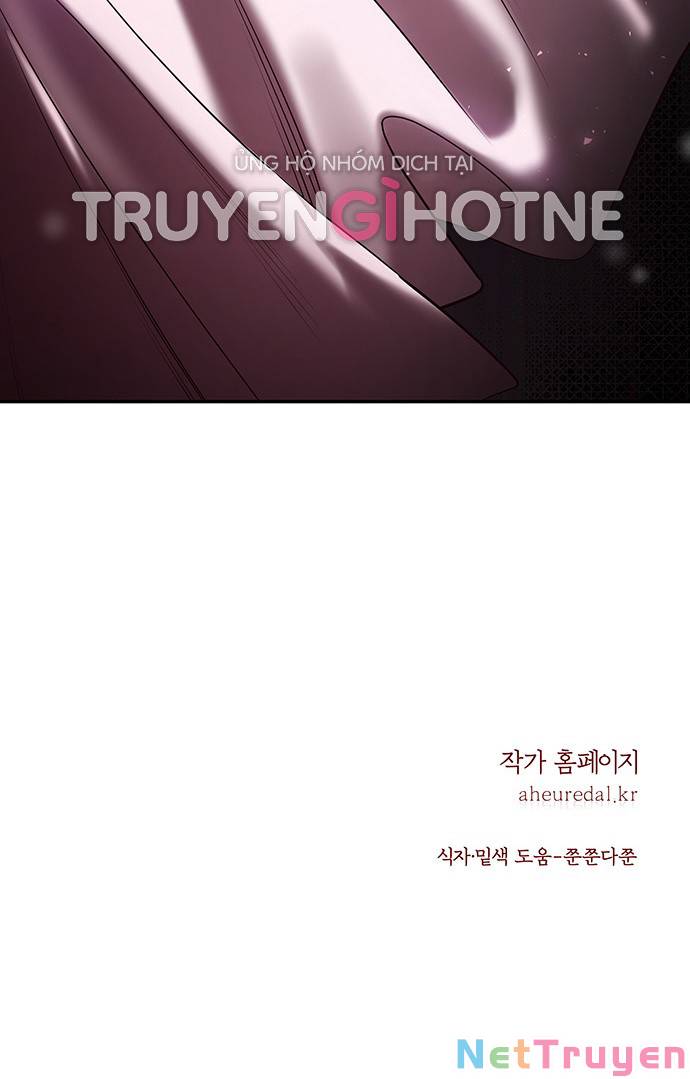 ỦNG HỘ NHÓM DỊCH TẠI
TRUYENGÌHOTNE
작가 홈페이지
aheuredal.kr
식자·밑색 도움-쭌쭌다쭌
NetTruyen